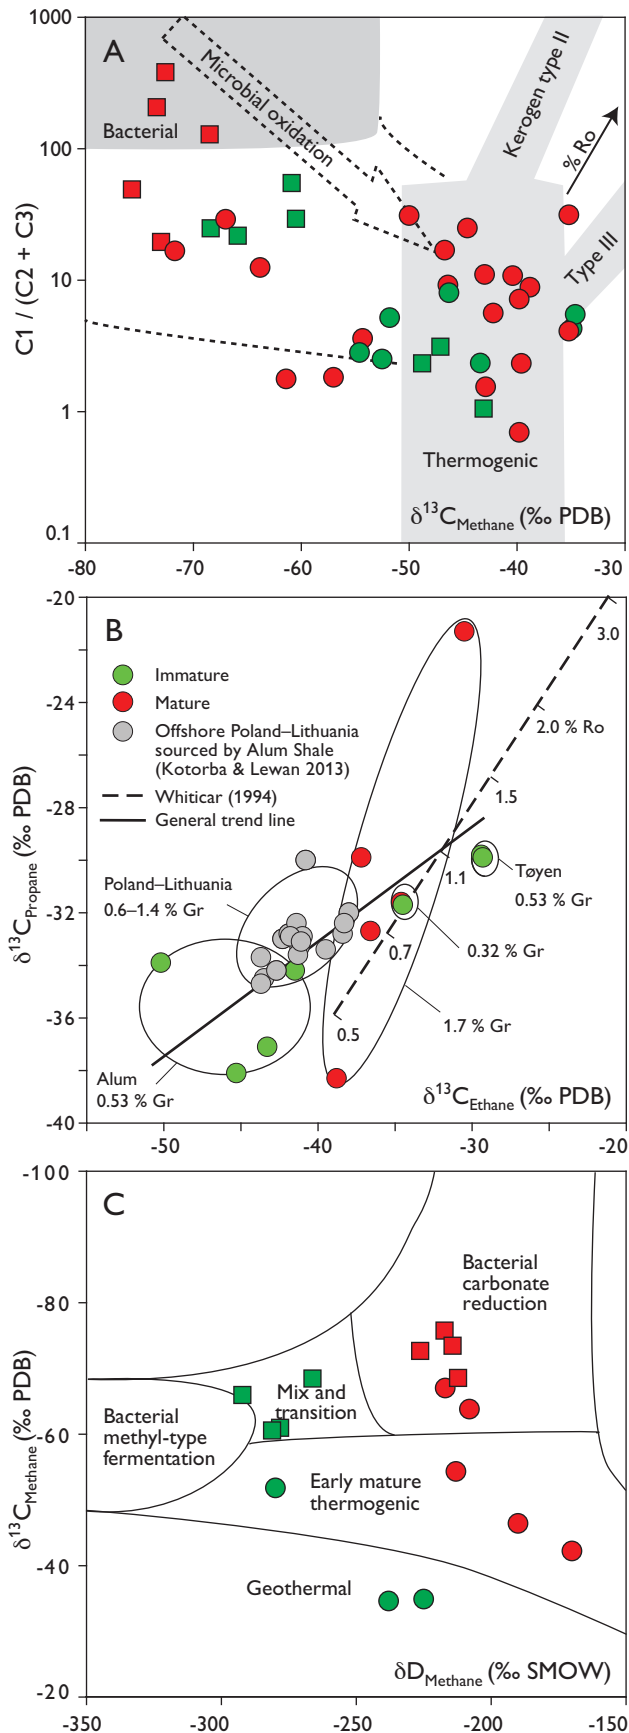 1000
A
Microbial oxidation
Kerogen type II
Bacterial
100
% Ro
C1 / (C2 + C3)
Type III
10
1
Thermogenic
δ13CMethane (‰ PDB)
0.1
-80
-70
-60
-50
-40
-30
-20
B
3.0
Immature
Mature
-24
2.0 % Ro
Offshore Poland–Lithuania
sourced by Alum Shale
(Kotorba & Lewan 2013)
1.5
Whiticar (1994)
-28
General trend line
δ13CPropane (‰ PDB)
Tøyen
0.53 % Gr
1.1
Poland–Lithuania
0.6–1.4 % Gr
-32
0.32 % Gr
0.7
-36
0.5
1.7 % Gr
Alum
0.53 % Gr
δ13CEthane (‰ PDB)
-40
-50
-40
-30
-20
-100
C
Bacterial
carbonate
reduction
-80
δ13CMethane (‰ PDB)
Mix and
transition
Bacterial
methyl-type
fermentation
-60
Early mature
thermogenic
-40
Geothermal
δDMethane (‰ SMOW)
-20
-350
-300
-250
-200
-150